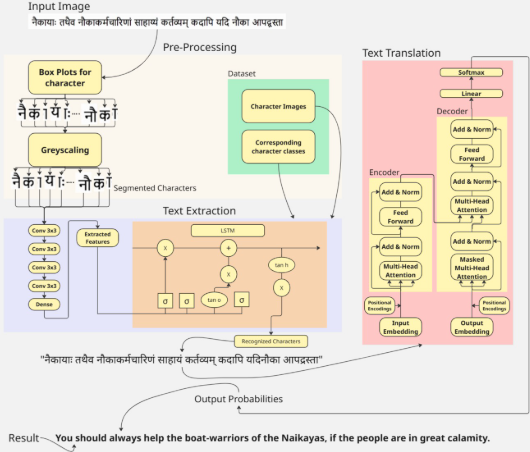 Input Image
नैकायाः तथैव नौकाकर्मचारिणां साहाय्यं कर्तव्यम् कदापि यदि नौका आपद्ग्रस्ता
Pre-Processing
Box Plots for
character
नैकायाः.... नौका
Greyscaling
नैकायाः.... नौका
Segmented Characters
Dataset
Character Images
Corresponding
character classes
Text Extraction
Conv 3x3
Conv 3x3
Conv 3x3
Conv 3x3
Dense
Extracted
Features
LSTM
X
+
tan h
X
X
σ
σ
tan o
σ
Recognized Characters
"नैकायाः तथैव नौकाकर्मचारिणं साहायं कर्तव्यम् कदापि यदिनौका आपद्रस्ता"
Text Translation
Softmax
Linear
Decoder
Add & Norm
Feed
Forward
Add & Norm
Multi-Head
Attention
Add & Norm
Masked
Multi-Head
Attention
Positional
Encodings
Output
Embedding
Encoder
Add & Norm
Feed
Forward
Add & Norm
Multi-Head
Attention
Positional
Encodings
Input
Embedding
Output Probabilities
Result
You should always help the boat-warriors of the Naikayas, if the people are in great calamity.